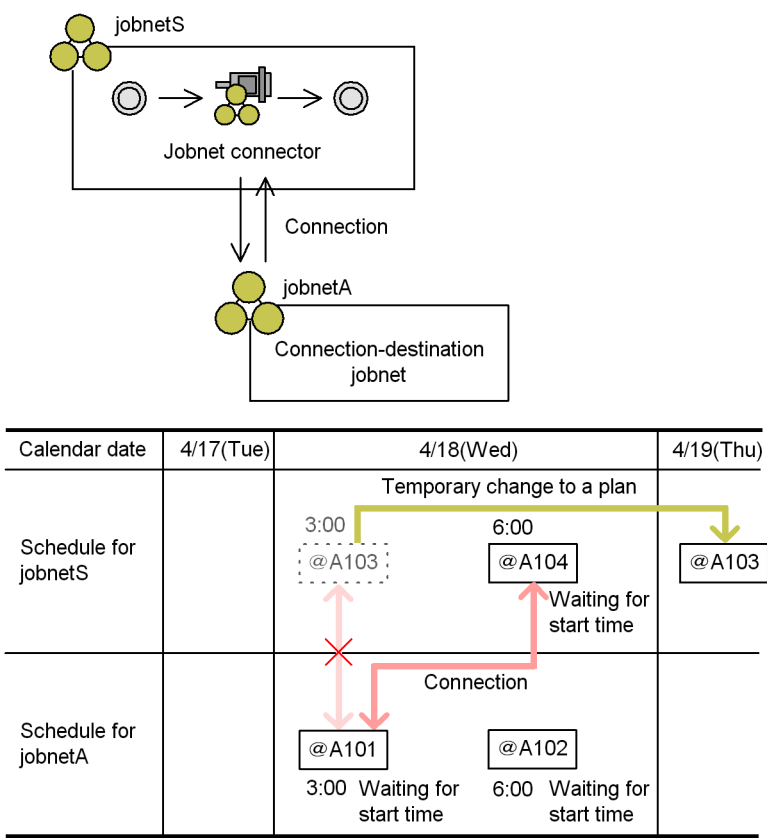 jobnetS
Jobnet connector
Connection
jobnetA
Connection-destination
jobnet
Calendar date
4/17(Tue)
4/18(Wed)
4/19(Thu)
Temporary change to a plan
3:00
6:00
Schedule for
jobnetS
@A103
@A104
@A103
Waiting for
start time
Connection
Schedule for
jobnetA
@A101
@A102
3:00 Waiting for
start time
6:00 Waiting for
start time